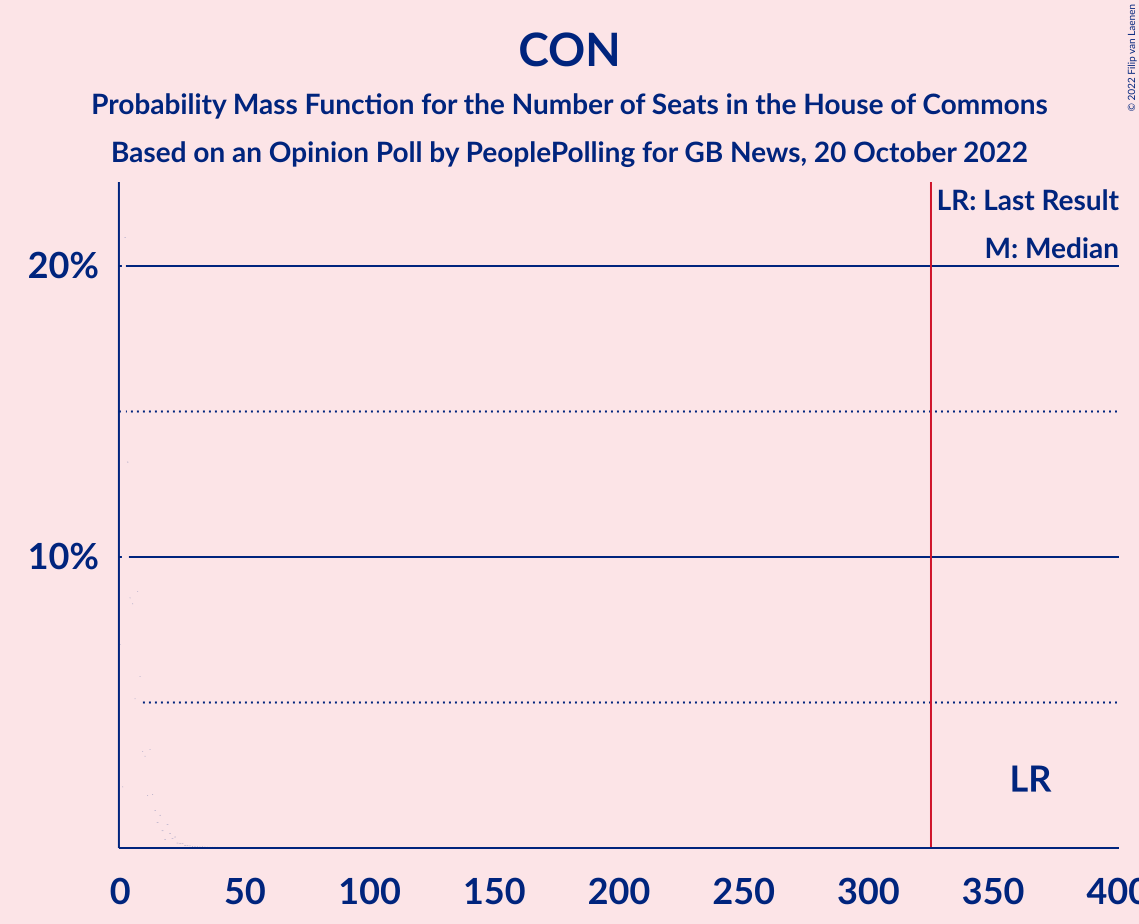 CON
Probability Mass Function for the Number of Seats in the House of Commons
Based on an Opinion Poll by PeoplePolling for GB News, 20 October 2022
© 2022 Filip van Laenen
LR: Last Result
M: Median
20%
10%
LR
0 50 100 150 200 250 300 350 400